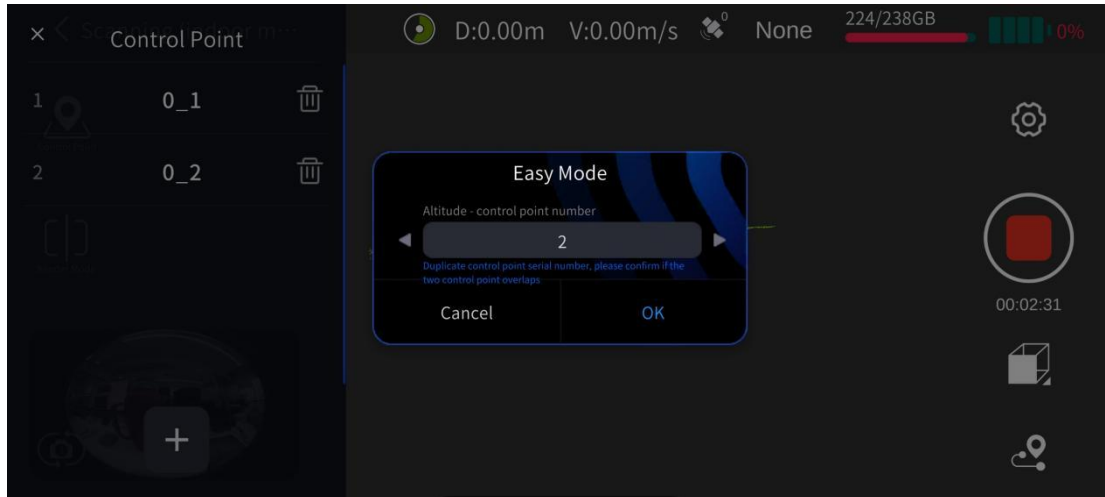 Control Point
D:0.00m V:0.00m/s 0 None 224/238GB 0%
1 0_1
2 0_2
Easy Mode
Altitude - control point number
2
Duplicate control point serial number, please confirm if the
two control point overlaps
Cancel OK
00:02:31